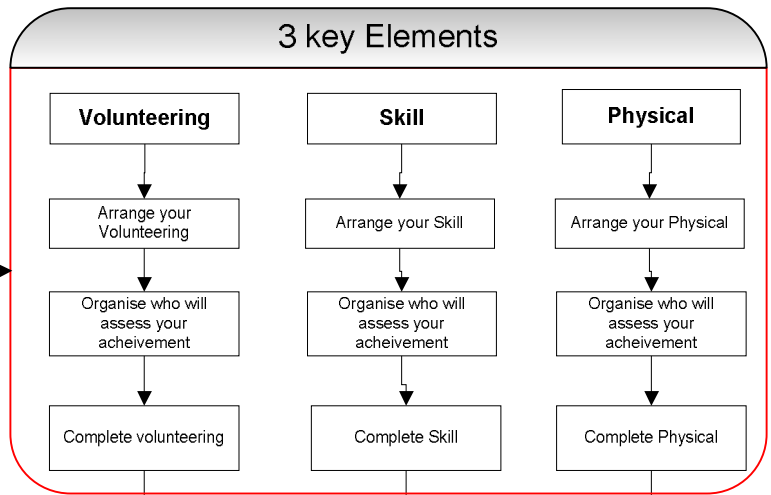 3 key Elements
Volunteering
Skill
Physical
Arrange your
Volunteering
Arrange your Skill
Arrange your Physical
Organise who will
assess your
acheivement
Organise who will
assess your
acheivement
Organise who will
assess your
acheivement
Complete volunteering
Complete Skill
Complete Physical